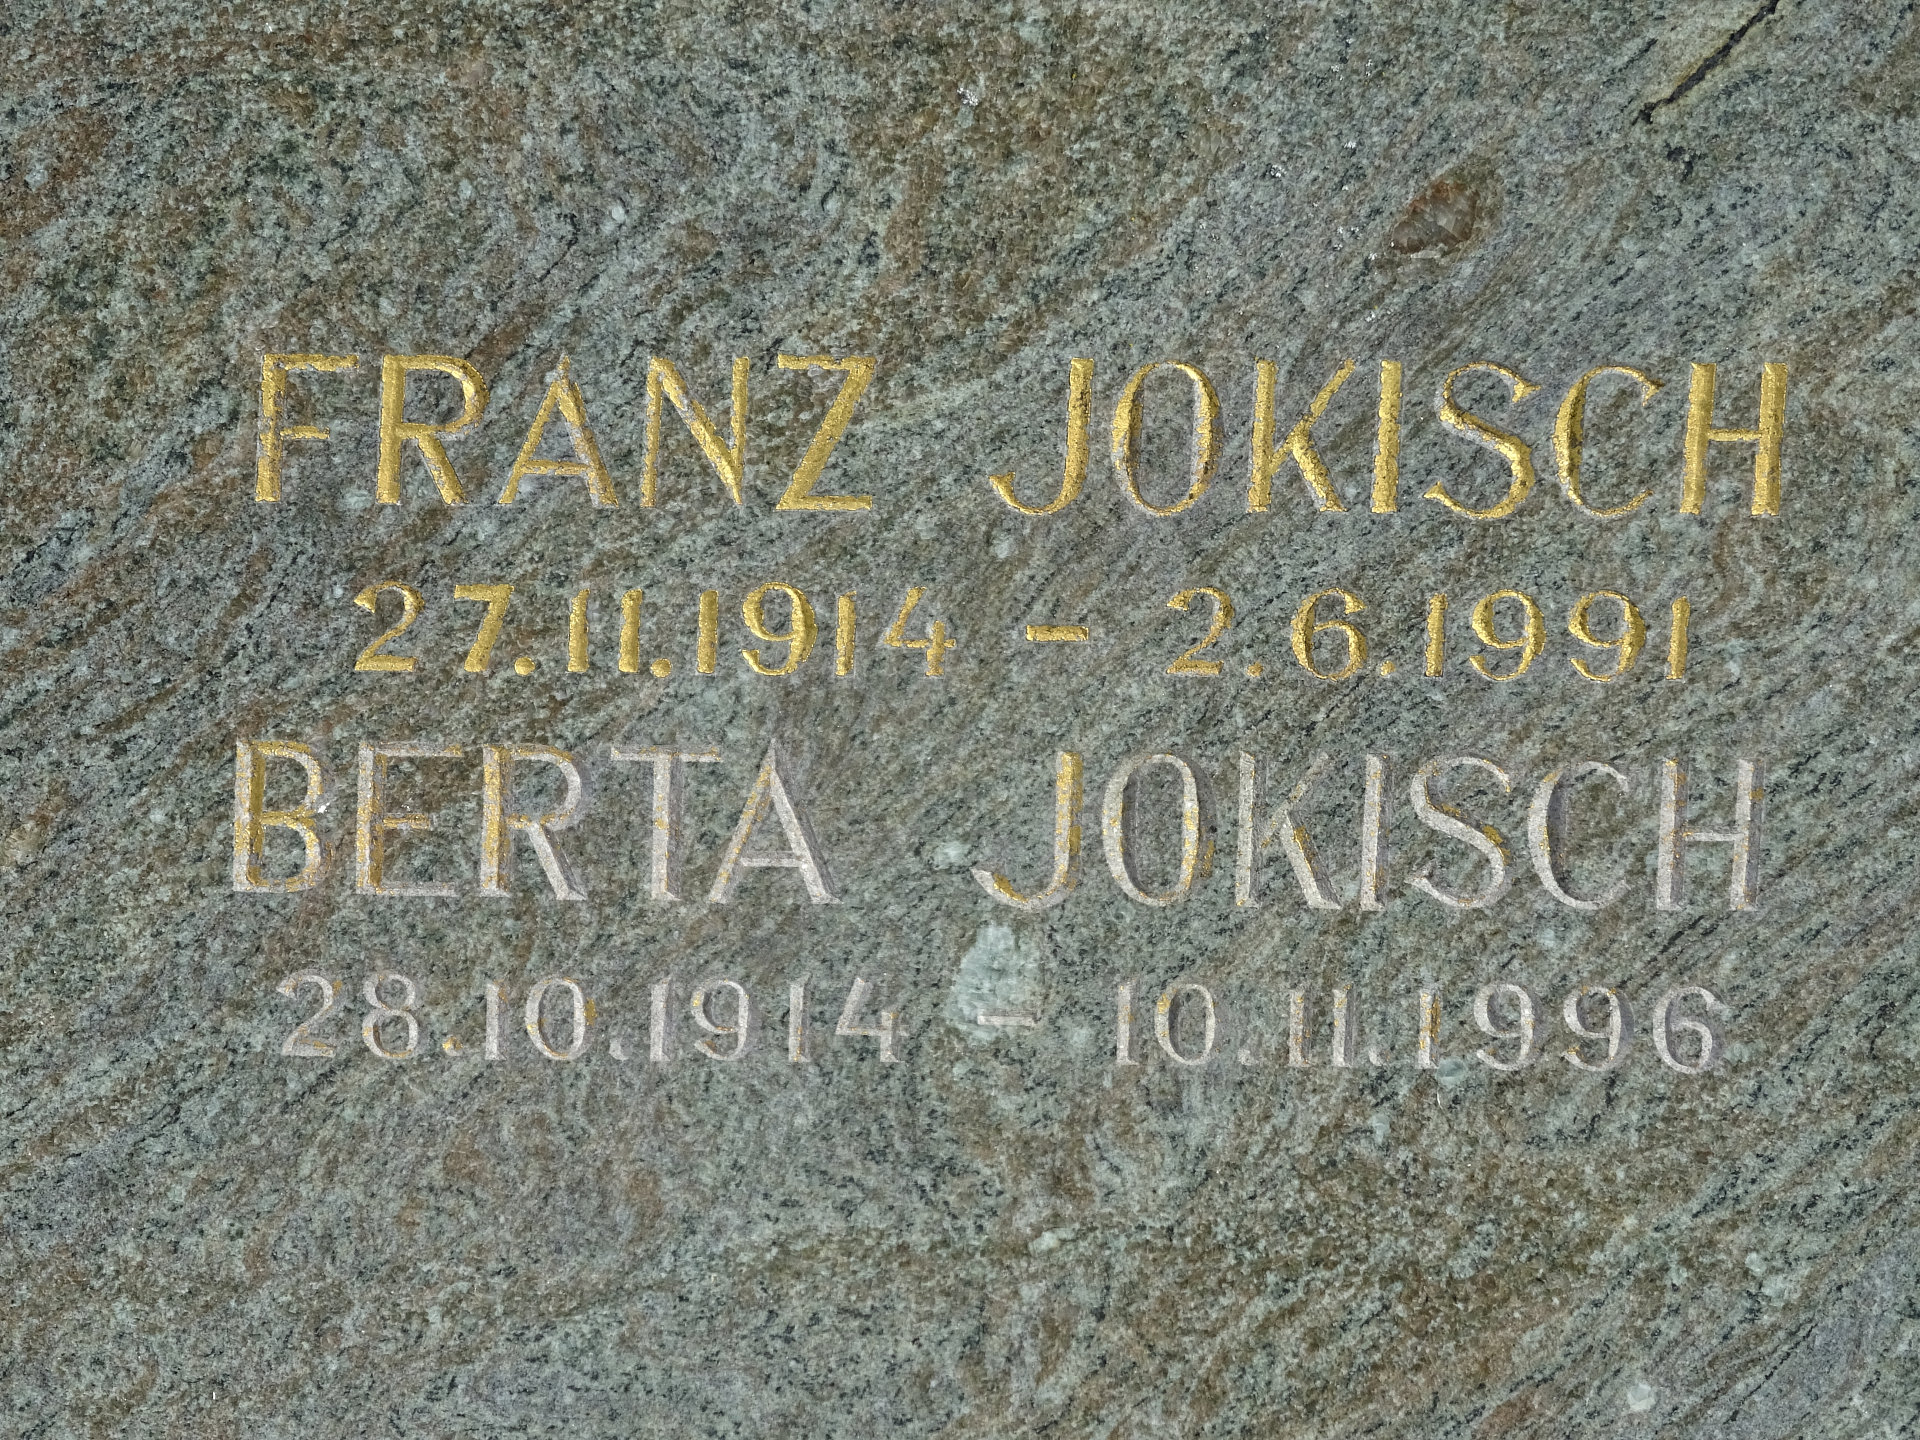 FRANZ JOKISCH
27.11.1914 - 2.6.1991
BERTA JOKISCH
28.10.1914 - 10.11.1996